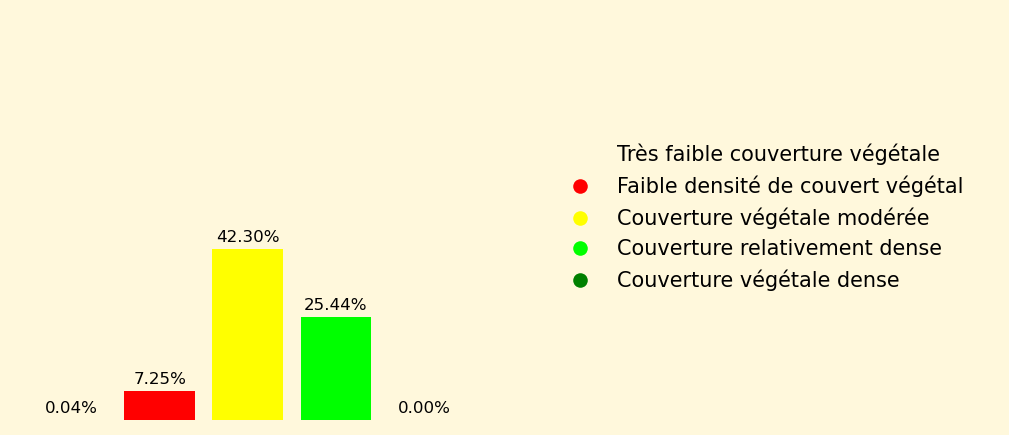 Très faible couverture végétale
Faible densité de couvert végétal
Couverture végétale modérée
42.30%
Couverture relativement dense
Couverture végétale dense
25.44%
7.25%
0.04%
0.00%